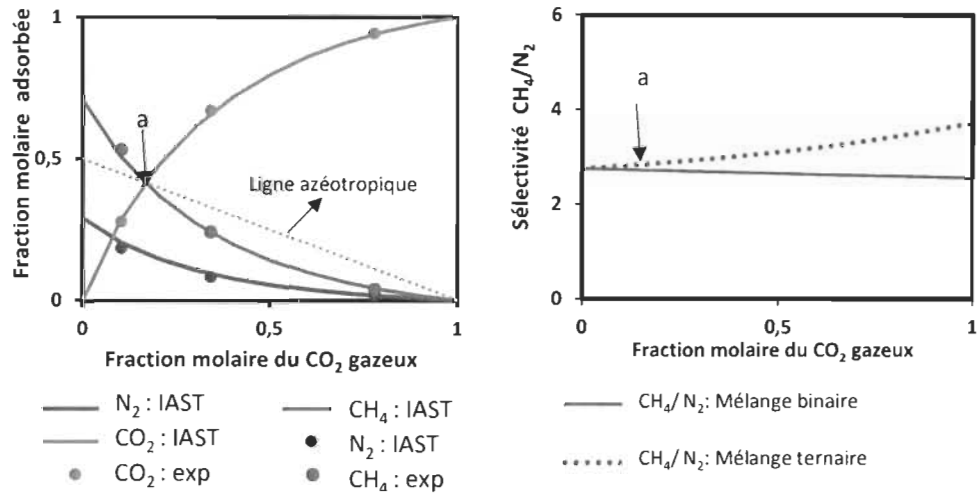 Fraction molaire adsorbée
1
0,5
0
a
Ligne azéotropique
0
0,5
1
Fraction molaire du CO₂ gazeux
N₂ : IAST
CH₄ : IAST
CO₂ : IAST
N₂ : IAST
CO₂ : exp
CH₄ : exp
Sélectivité CH₄/N₂
6
4
2
0
a
0
0,5
1
Fraction molaire du CO₂ gazeux
CH₄/ N₂: Mélange binaire
CH₄/ N₂: Mélange ternaire